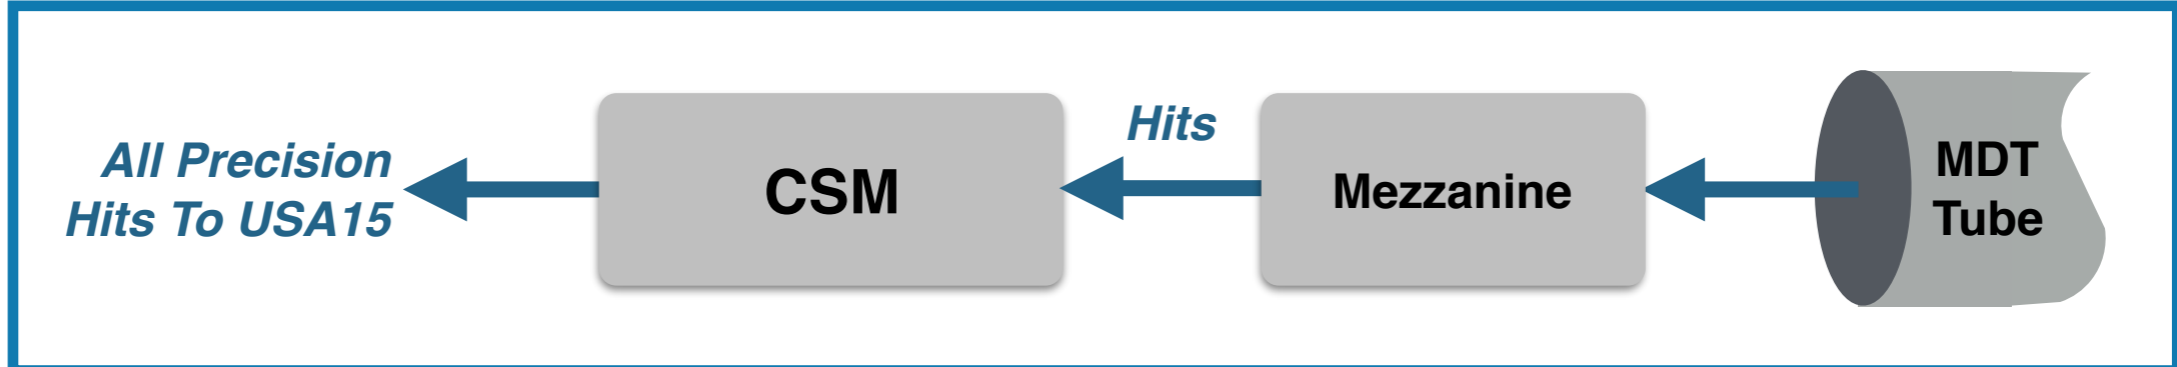 All Precision
Hits To USA15
CSM
Hits
Mezzanine
MDT
Tube